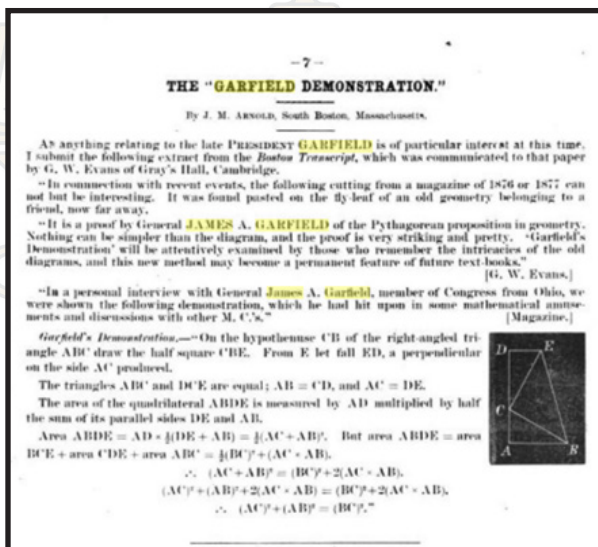 – 7 –
THE "GARFIELD DEMONSTRATION."
By J. M. ARNOLD, South Boston, Massachusetts.
As anything relating to the late PRESIDENT GARFIELD is of particular interest at this time,
I submit the following extract from the Boston Transcript, which was communicated to that paper
by G. W. Evans of Gray's Hall, Cambridge.
"In connection with recent events, the following cutting from a magazine of 1876 or 1877 can
not but be interesting. It was found pasted on the fly-leaf of an old geometry belonging to a
friend, now far away.
"It is a proof by General JAMES A. GARFIELD of the Pythagorean proposition in geometry.
Nothing can be simpler than the diagram, and the proof is very striking and pretty. 'Garfield's
Demonstration' will be attentively examined by those who remember the intricacies of the old
diagrams, and this new method may become a permanent feature of future text-books."
[G. W. Evans.]
"In a personal interview with General James A. Garfield, member of Congress from Ohio, we
were shown the following demonstration, which he had hit upon in some mathematical amuse-
ments and discussions with other M. C.'s." [Magazine.]
Garfield's Demonstration.—"On the hypothenuse CB of the right-angled tri-
angle ABC draw the half square CBE. From E let fall ED, a perpendicular
on the side AC produced.
The triangles ABC and DCE are equal; AB = CD, and AC = DE.
The area of the quadrilateral ABDE is measured by AD multiplied by half
the sum of its parallel sides DE and AB.
Area ABDE = AD × ½(DE + AB) = ½(AC + AB)². But area ABDE = area
BCE + area CDE + area ABC = ½(BC)² + (AC × AB).
∴ (AC + AB)² = (BC)² + 2(AC × AB).
(AC)² + (AB)² + 2(AC × AB) = (BC)² + 2(AC × AB).
∴ (AC)² + (AB)² = (BC)²."
D E
C
A B